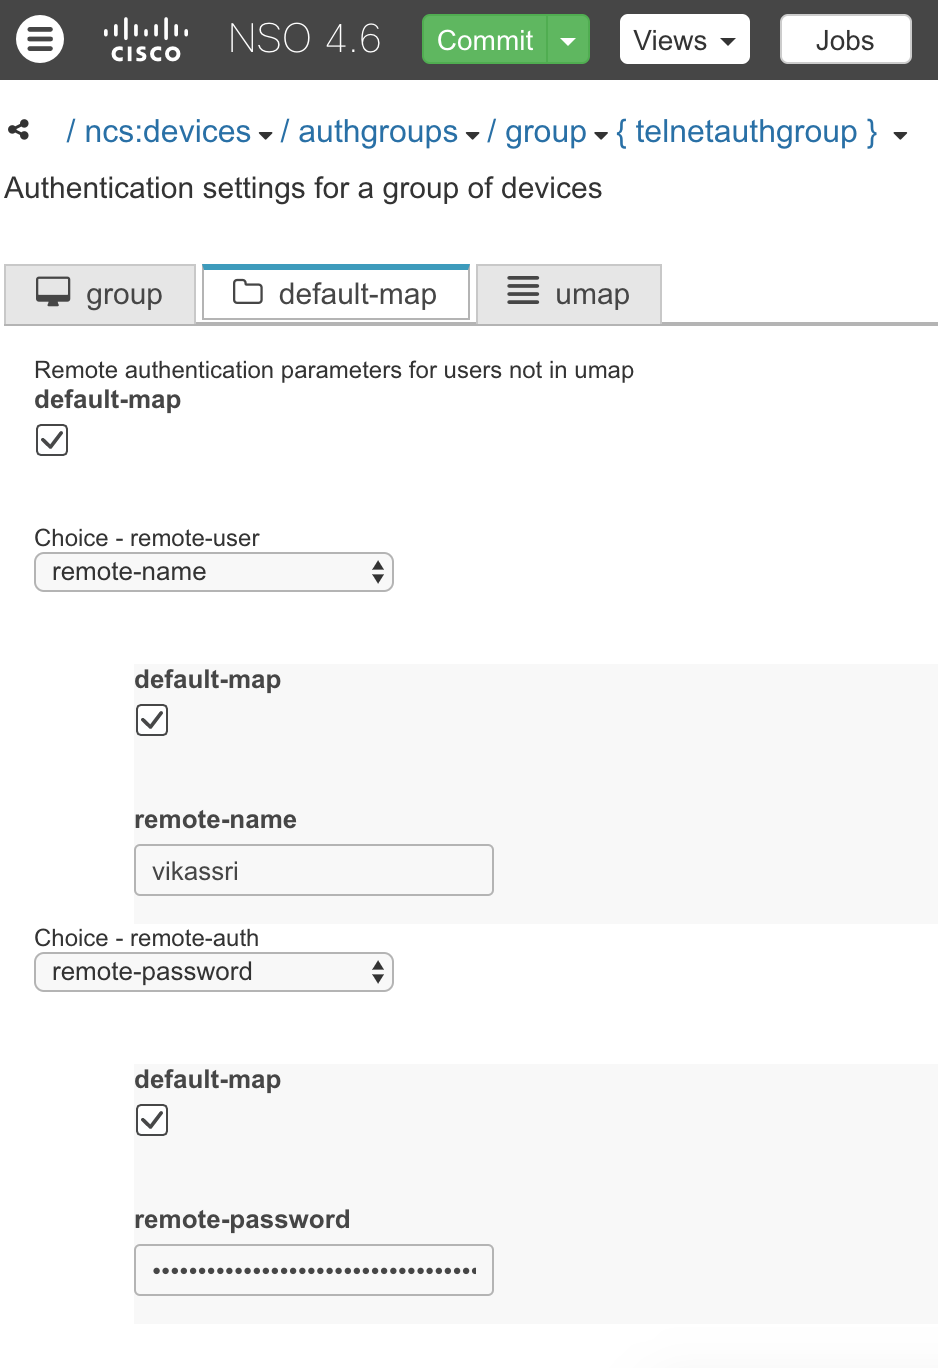 cisco NSO 4.6 Commit Views Jobs
/ ncs:devices / authgroups / group { telnetauthgroup }
Authentication settings for a group of devices
group default-map umap
Remote authentication parameters for users not in umap
default-map
Choice - remote-user
remote-name
default-map
remote-name
vikassri
Choice - remote-auth
remote-password
default-map
remote-password